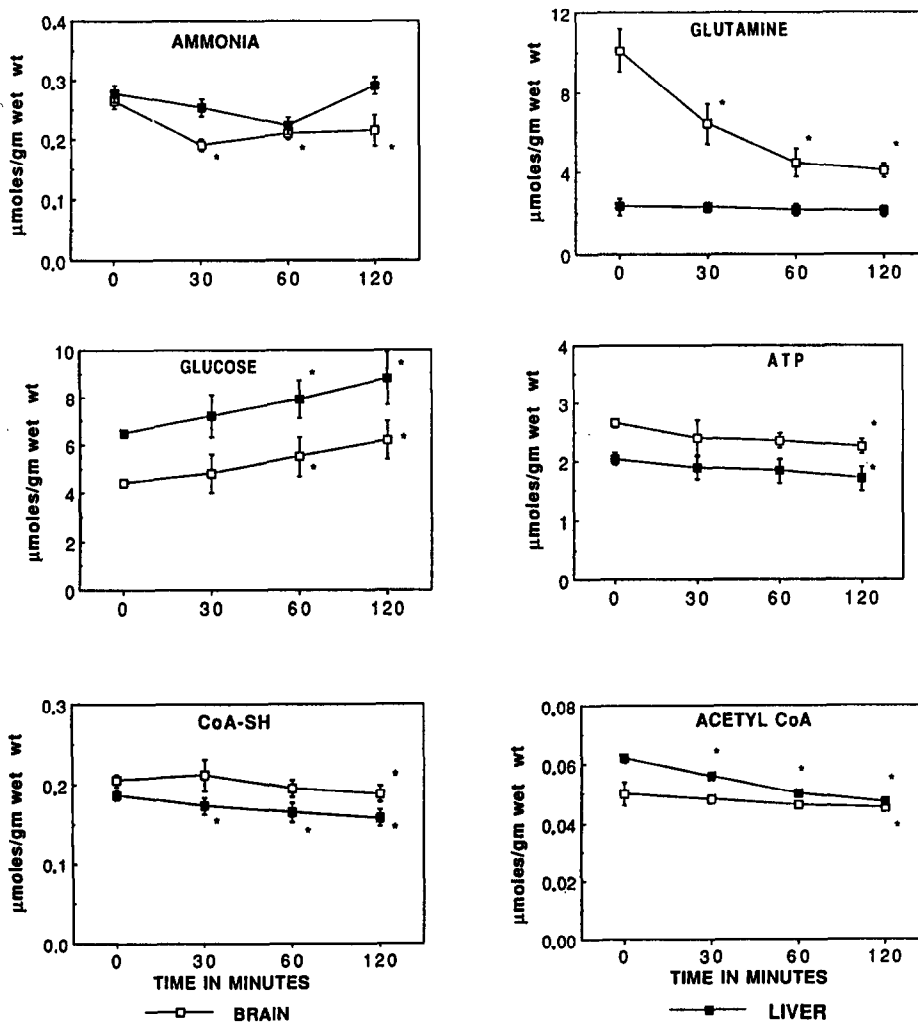 AMMONIA
µmoles/gm wet wt
0.4
0.3
0.2
0.1
0.0
0 30 60 120
* * *
GLUTAMINE
µmoles/gm wet wt
12
8
4
0
0 30 60 120
* * *
GLUCOSE
µmoles/gm wet wt
10
8
6
4
2
0
0 30 60 120
* *
* *
ATP
µmoles/gm wet wt
4
3
2
1
0
0 30 60 120
*
*
CoA-SH
µmoles/gm wet wt
0,3
0,2
0,1
0,0
0 30 60 120
TIME IN MINUTES
*
* * *
ACETYL CoA
µmoles/gm wet wt
0.08
0.06
0.04
0.02
0.00
0 30 60 120
TIME IN MINUTES
* * *
*
BRAIN
LIVER